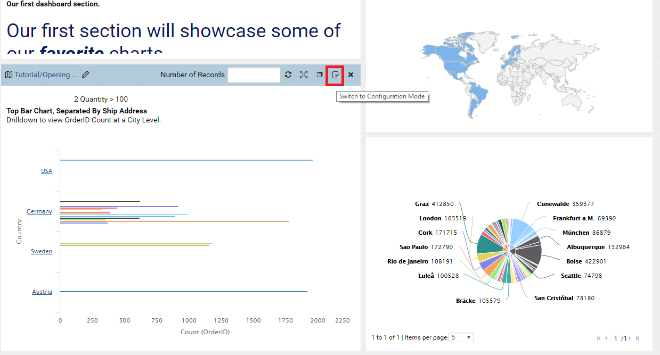 Our first dashboard section.
Our first section will showcase some of
our favorite charts
Tutorial/Opening ...
Number of Records
Switch to Configuration Mode
2 Quantity > 100
Top Bar Chart, Separated By Ship Address
Drilldown to view OrderID Count at a City Level.
Country
USA
Germany
Sweden
Austria
0 250 500 750 1000 1250 1500 1750 2000 2250
Count (OrderID)
Graz 412850
London 165519
Cork 171715
Sao Paulo 172790
Rio de Janeiro 108191
Luleå 100528
Bräcke 105579
Cunewalde 359877
Frankfurt a.M. 69390
München 86879
Albuquerque 132964
Boise 422901
Seattle 74798
San Cristóbal 78180
1 to 1 of 1 | Items per page 5
1 /1